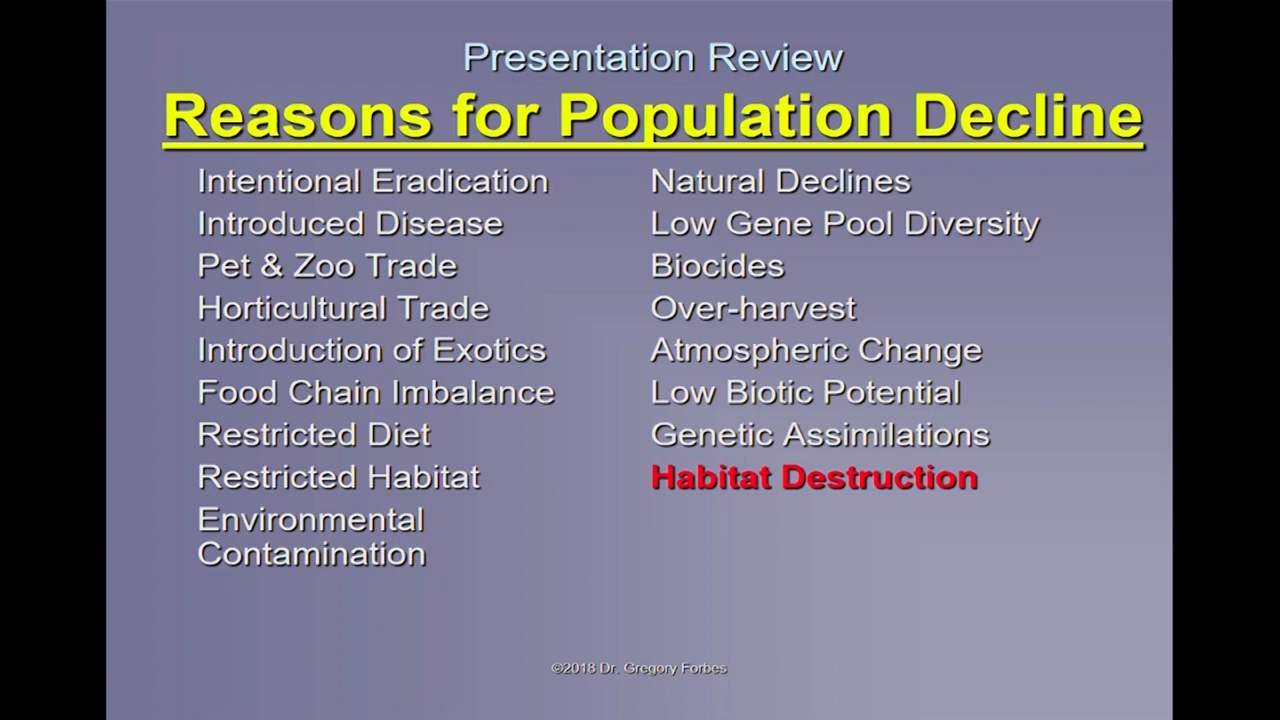 Presentation Review
Reasons for Population Decline
Intentional Eradication
Introduced Disease
Pet & Zoo Trade
Horticultural Trade
Introduction of Exotics
Food Chain Imbalance
Restricted Diet
Restricted Habitat
Environmental
Contamination
Natural Declines
Low Gene Pool Diversity
Biocides
Over-harvest
Atmospheric Change
Low Biotic Potential
Genetic Assimilations
Habitat Destruction
©2018 Dr. Gregory Forbes